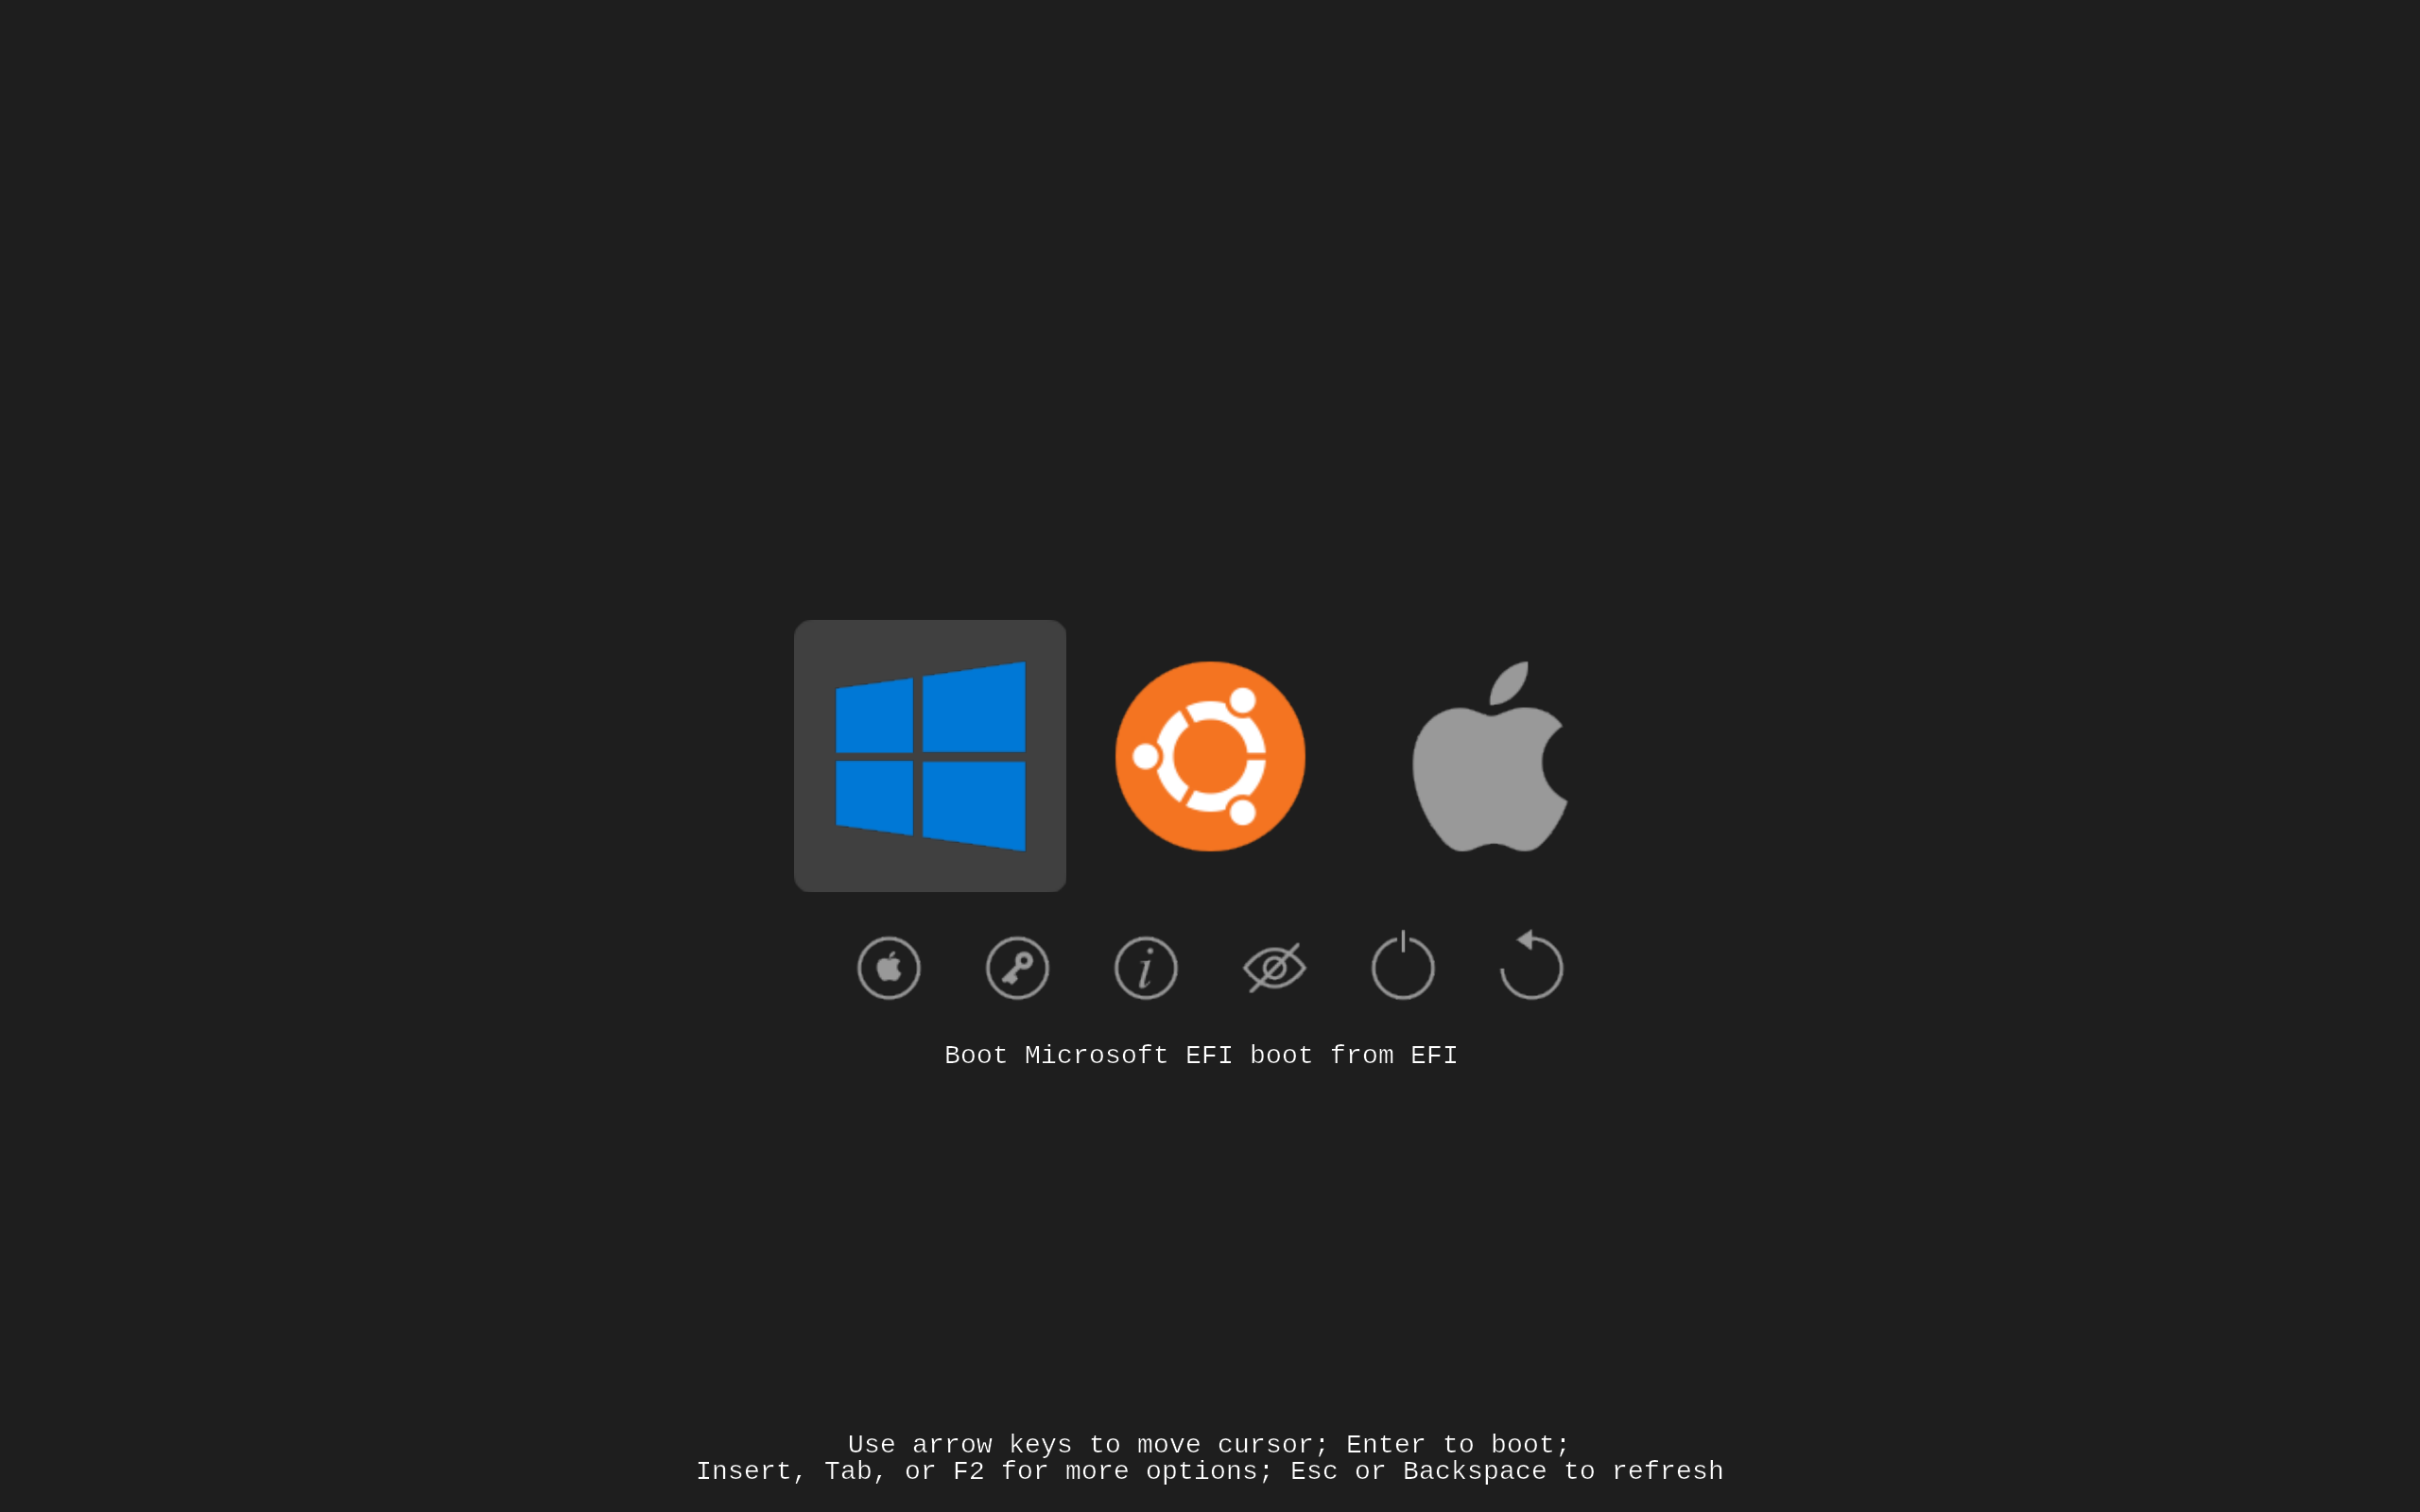 Boot Microsoft EFI boot from EFI
Use arrow keys to move cursor; Enter to boot;
Insert, Tab, or F2 for more options; Esc or Backspace to refresh